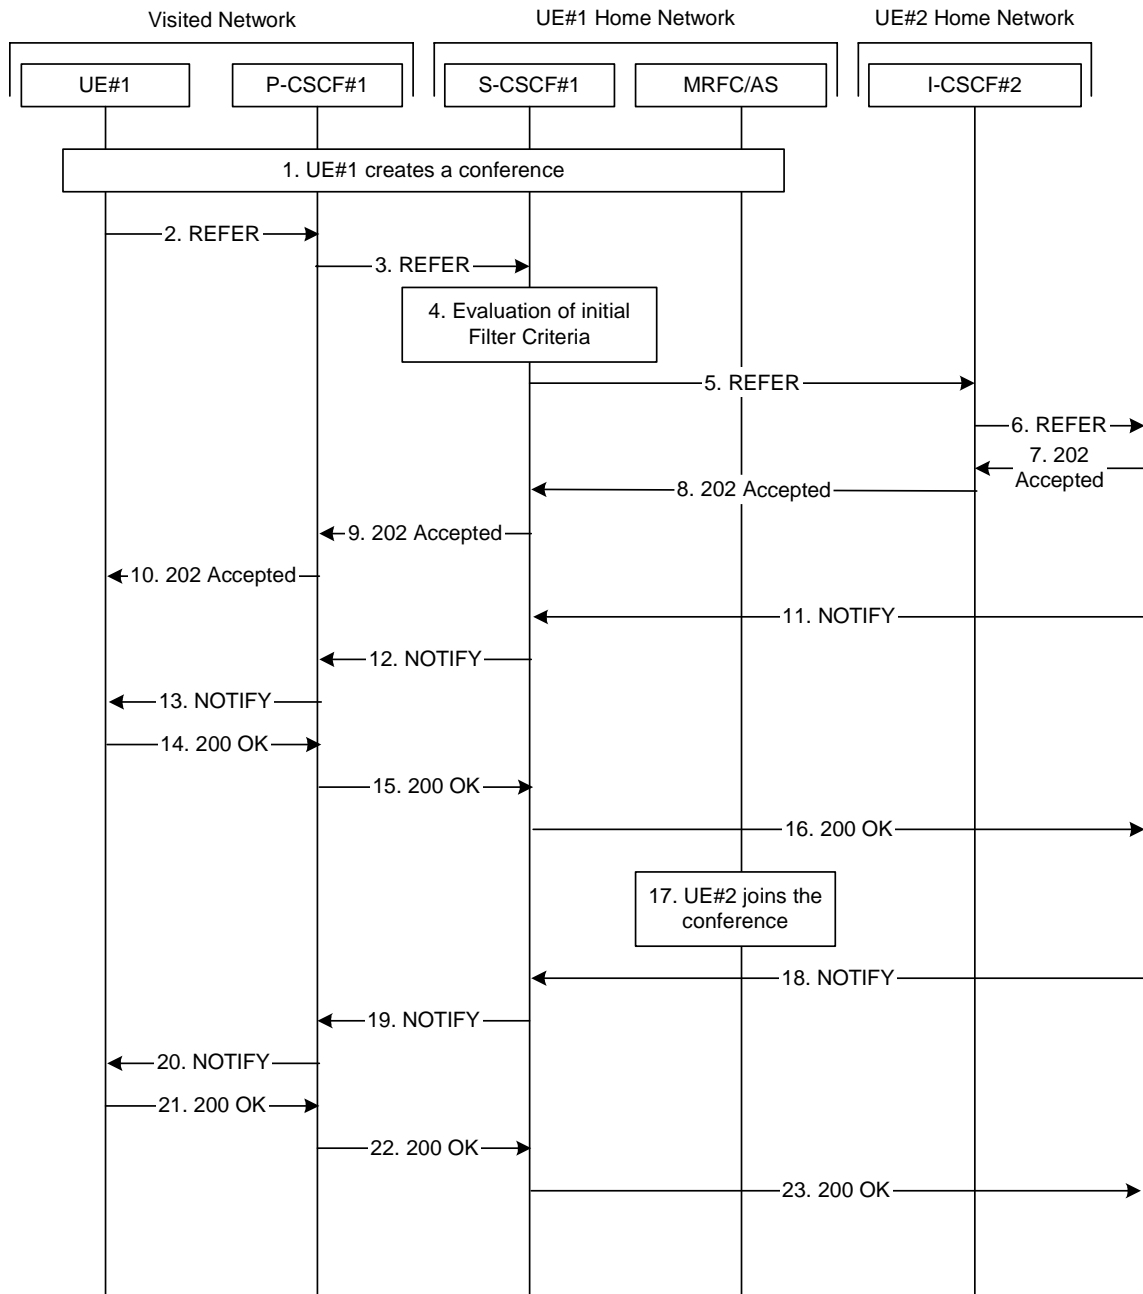 Visited Network
UE#1 Home Network
UE#2 Home Network
UE#1
P-CSCF#1
S-CSCF#1
MRFC/AS
I-CSCF#2
1. UE#1 creates a conference
2. REFER
3. REFER
4. Evaluation of initial
Filter Criteria
5. REFER
6. REFER
7. 202
Accepted
8. 202 Accepted
9. 202 Accepted
10. 202 Accepted
11. NOTIFY
12. NOTIFY
13. NOTIFY
14. 200 OK
15. 200 OK
16. 200 OK
17. UE#2 joins the
conference
18. NOTIFY
19. NOTIFY
20. NOTIFY
21. 200 OK
22. 200 OK
23. 200 OK